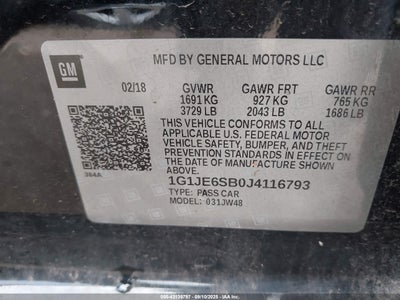 GM
MFD BY GENERAL MOTORS LLC
02/18 GVWR GAWR FRT GAWR RR
1691 KG 927 KG 765 KG
3729 LB 2043 LB 1686 LB
THIS VEHICLE CONFORMS TO ALL APPLICABLE
U.S. FEDERAL MOTOR
VEHICLE SAFETY, BUMPER, AND THEFT
PREVENTION STANDARDS IN EFFECT
ON THE DATE OF MANUFACTURE SHOWN
ABOVE.
384A
1G1JE6SB0J4116793
TYPE: PASS CAR
MODEL: 031JW48